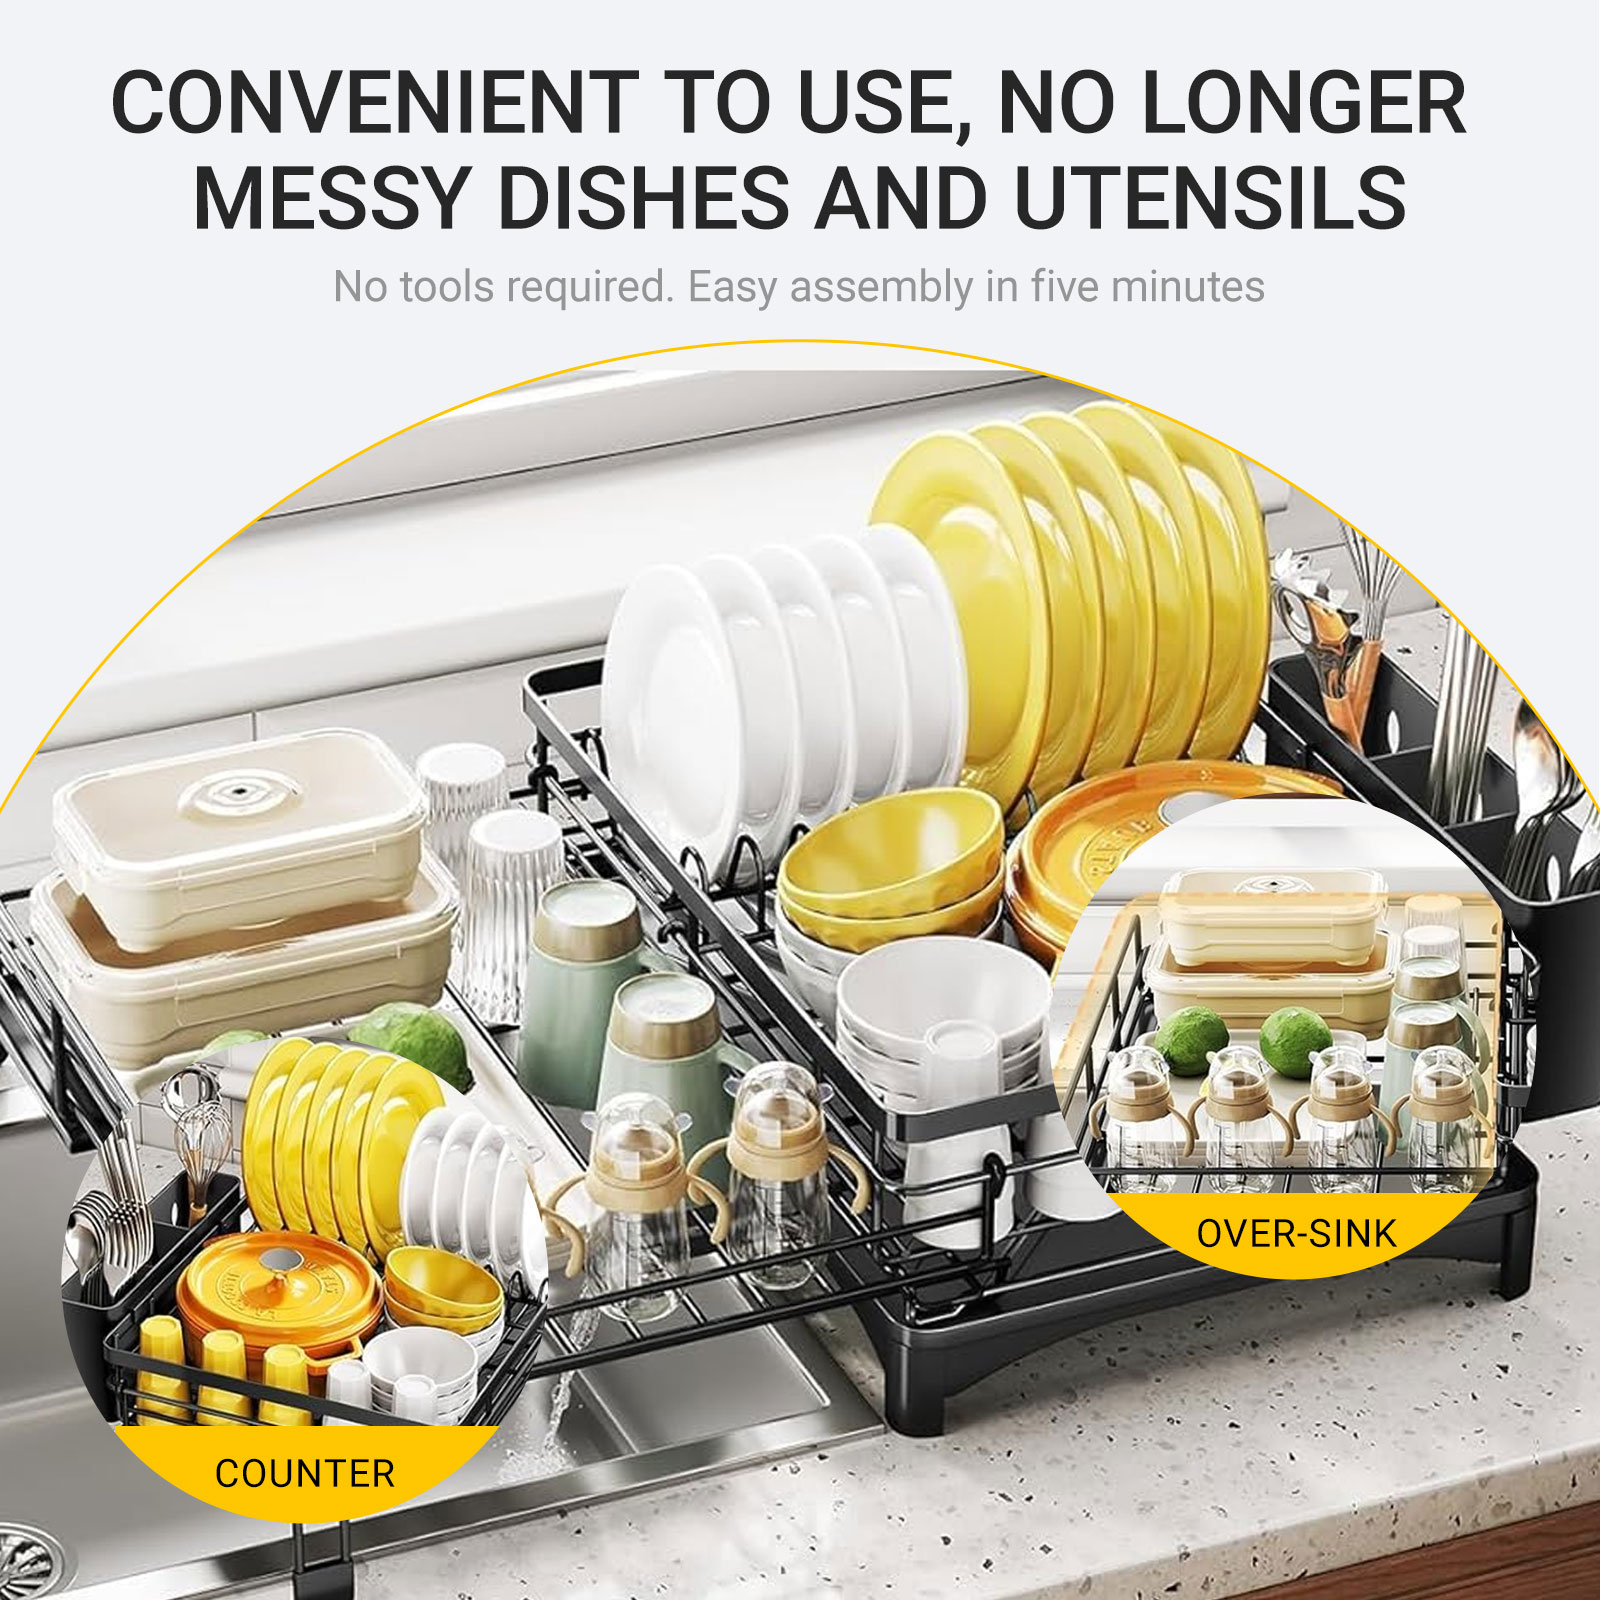 CONVENIENT TO USE, NO LONGER
MESSY DISHES AND UTENSILS
No tools required. Easy assembly in five minutes
OVER-SINK
COUNTER